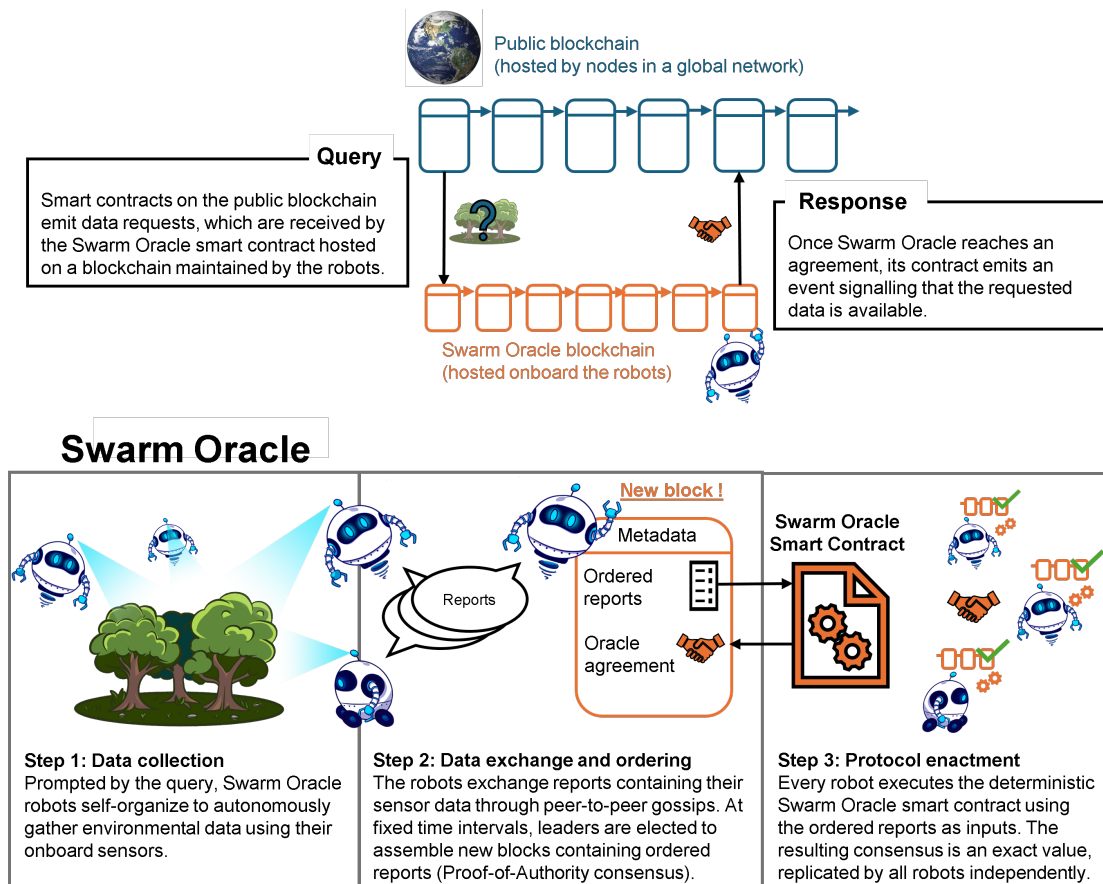 Public blockchain
(hosted by nodes in a global network)
Query
Smart contracts on the public blockchain
emit data requests, which are received by
the Swarm Oracle smart contract hosted
on a blockchain maintained by the robots.
?
Response
Once Swarm Oracle reaches an
agreement, its contract emits an
event signalling that the requested
data is available.
Swarm Oracle blockchain
(hosted onboard the robots)
Swarm Oracle
New block !
Metadata
Ordered
reports
Oracle
agreement
Reports
Swarm Oracle
Smart Contract
Step 1: Data collection
Prompted by the query, Swarm Oracle
robots self-organize to autonomously
gather environmental data using their
onboard sensors.
Step 2: Data exchange and ordering
The robots exchange reports containing their
sensor data through peer-to-peer gossips. At
fixed time intervals, leaders are elected to
assemble new blocks containing ordered
reports (Proof-of-Authority consensus).
Step 3: Protocol enactment
Every robot executes the deterministic
Swarm Oracle smart contract using
the ordered reports as inputs. The
resulting consensus is an exact value,
replicated by all robots independently.